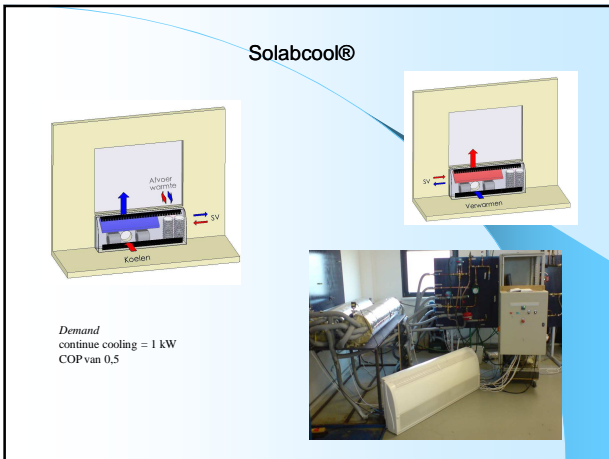 Solabcool®
Afvoer
warmte
SV
Koelen
SV
Verwarmen
Demand
continue cooling = 1 kW
COP van 0,5